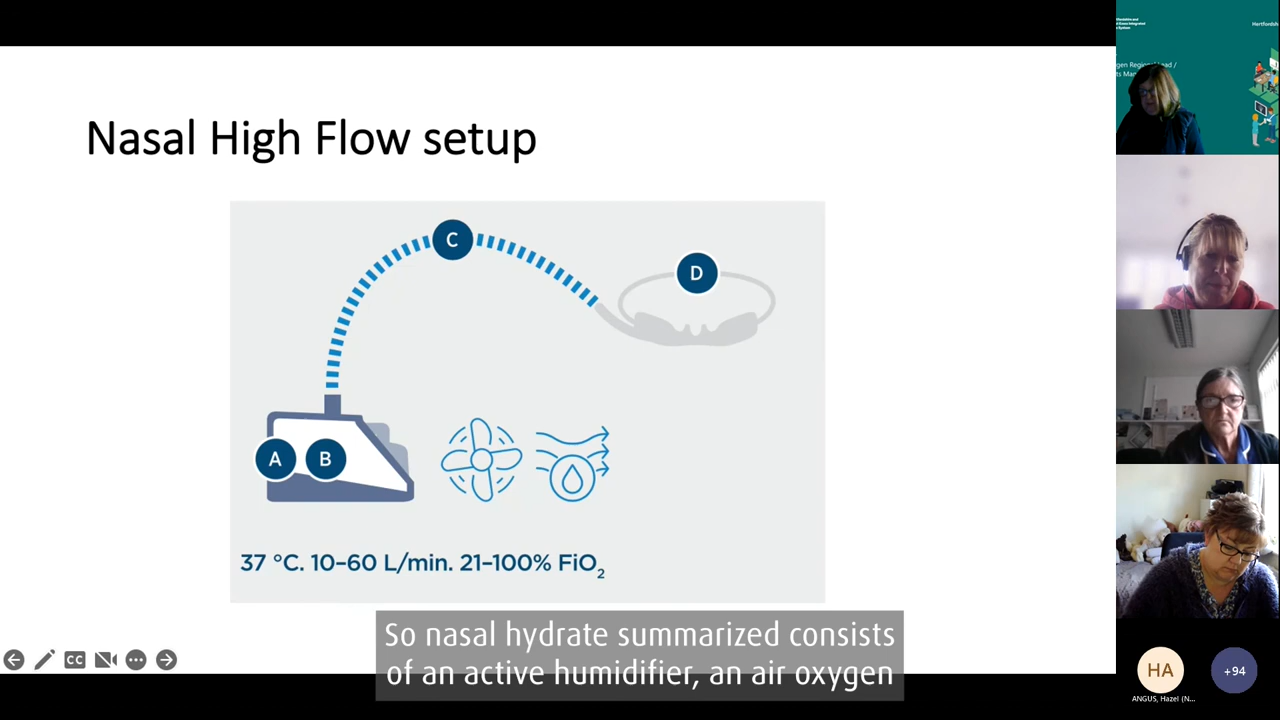 Nasal High Flow setup
C
D
A
B
37 °C. 10–60 L/min. 21–100% FiO2
So nasal hydrate summarized consists
of an active humidifier, an air oxygen
CC
HA
+94
ANGUS, Hazel (N...